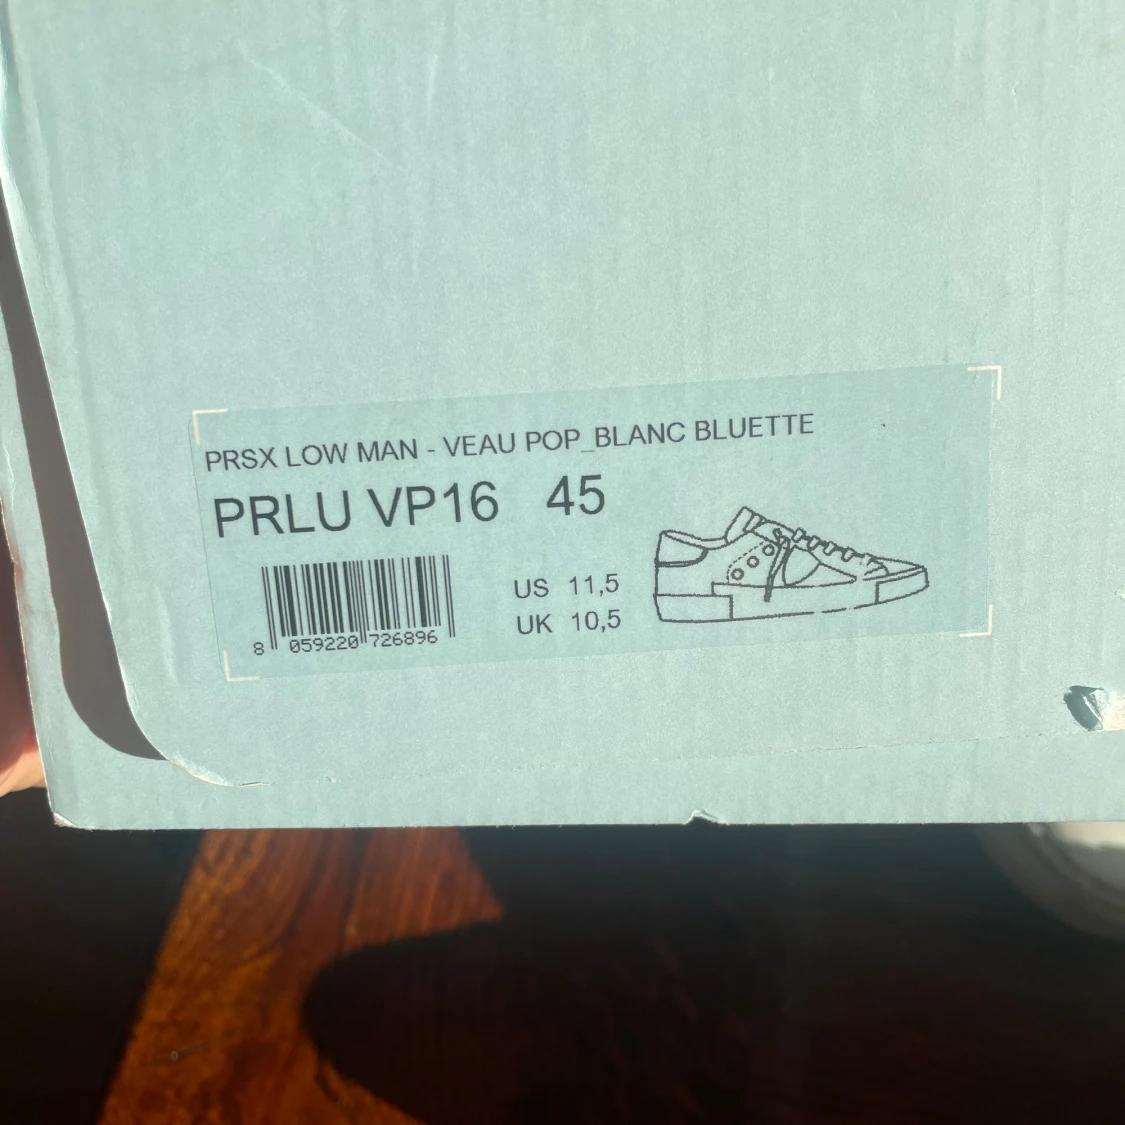 PRSX LOW MAN - VEAU POP_BLANC BLUETTE
PRLU VP16 45
US 11,5
UK 10,5
8 059220 726896